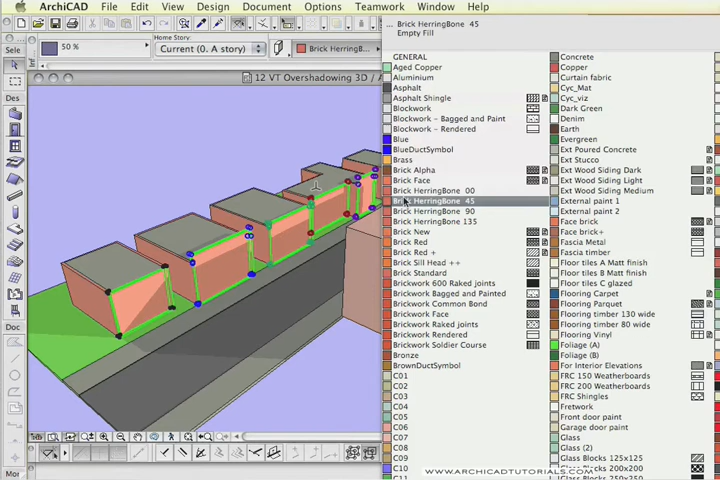 ArchiCAD File Edit View Design Document Options Teamwork Window Help
... Brick HerringBone 45
Empty Fill
Sele
50 %
Home Story:
Current (0. A story)
Brick HerringB...
12 VT Overshadowing 3D / A
Des
Doc
Mor
GENERAL
Aged Copper
Aluminium
Asphalt
Asphalt Shingle
Blockwork
Blockwork - Bagged and Paint
Blockwork - Rendered
Blue
BlueDuctSymbol
Brass
Brick Alpha
Brick Face
Brick HerringBone 00
Brick HerringBone 45
Brick HerringBone 90
Brick HerringBone 135
Brick New
Brick Red
Brick Red +
Brick Sill Head ++
Brick Standard
Brickwork 600 Radial joints
Brickwork Bagged and Painted
Brickwork Common Bond
Brickwork Face
Brickwork Raked joints
Brickwork Rendered
Brickwork Soldier Course
Bronze
BrownDuctSymbol
C01
C02
C03
C04
C05
C06
C07
C08
C09
C10
C11
Concrete
Copper
Curtain fabric
Cyc_Mat
Cyc_viz
Dark Green
Denim
Earth
Evergreen
Ext Poured Concrete
Ext Stucco
Ext Wood Siding Dark
Ext Wood Siding Light
Ext Wood Siding Medium
External paint 1
External paint 2
Face brick
Face brick+
Fascia Metal
Fascia timber
Floor tiles A Matt finish
Floor tiles B Matt finish
Floor tiles C glazed
Flooring Carpet
Flooring Parquet
Flooring timber 130 wide
Flooring timber 80 wide
Flooring Vinyl
Foliage (A)
Foliage (B)
For Interior Elevations
FRC 150 Weatherboards
FRC 200 Weatherboards
FRC Shingles
Fretwork
Front door paint
Garage door paint
Glass
Glass (2)
Glass Blocks 125x125
Glass Blocks 200x200
WWW.ARCHICADTUTORIALS.COM